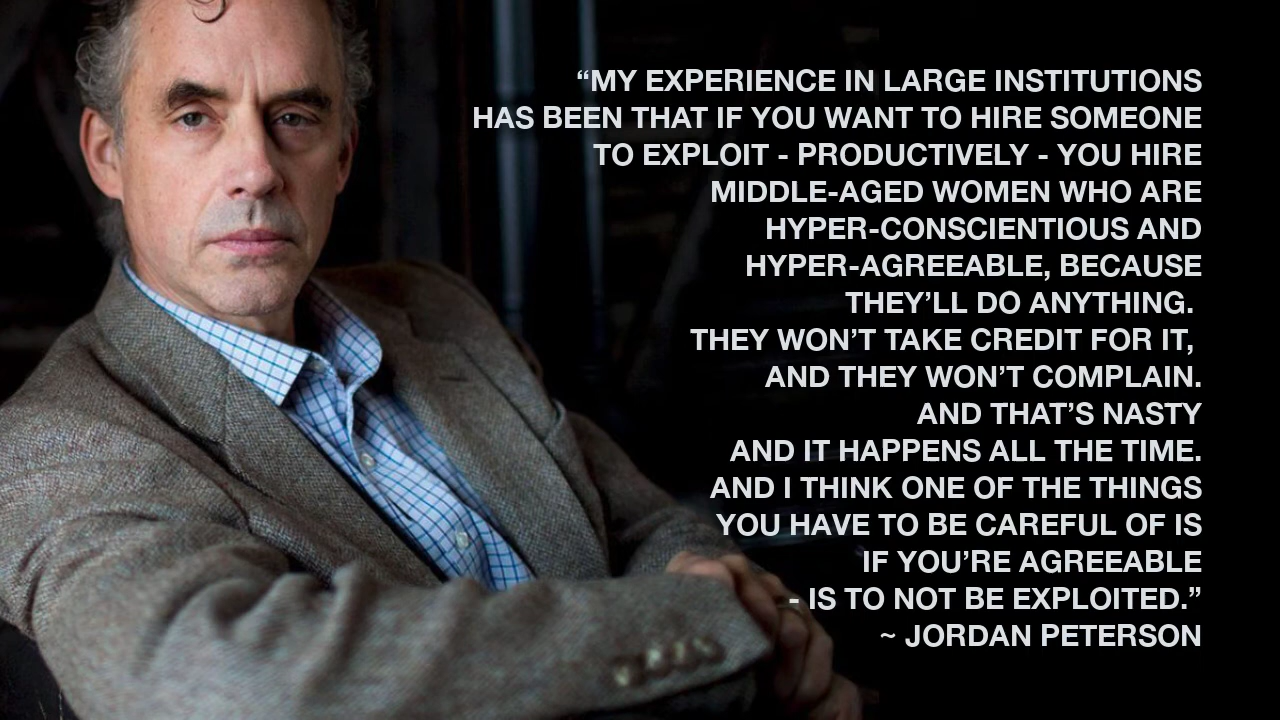 “MY EXPERIENCE IN LARGE INSTITUTIONS
HAS BEEN THAT IF YOU WANT TO HIRE SOMEONE
TO EXPLOIT - PRODUCTIVELY - YOU HIRE
MIDDLE-AGED WOMEN WHO ARE
HYPER-CONSCIENTIOUS AND
HYPER-AGREEABLE, BECAUSE
THEY’LL DO ANYTHING.
THEY WON’T TAKE CREDIT FOR IT,
AND THEY WON’T COMPLAIN.
AND THAT’S NASTY
AND IT HAPPENS ALL THE TIME.
AND I THINK ONE OF THE THINGS
YOU HAVE TO BE CAREFUL OF IS
IF YOU’RE AGREEABLE
- IS TO NOT BE EXPLOITED.”
~ JORDAN PETERSON